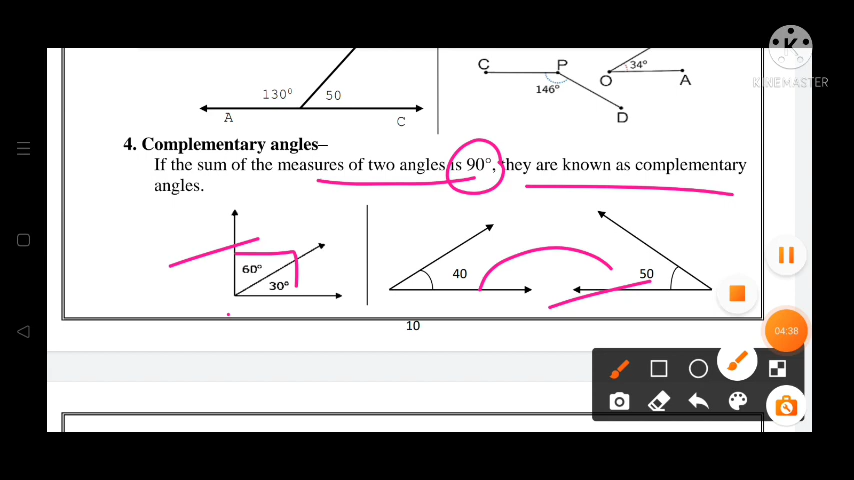 C
P
34°
O
A
146°
D
130⁰
50
A
C
KINEMASTER
4. Complementary angles–
If the sum of the measures of two angles is 90°, they are known as complementary
angles.
60°
30°
40
50
04:38
10